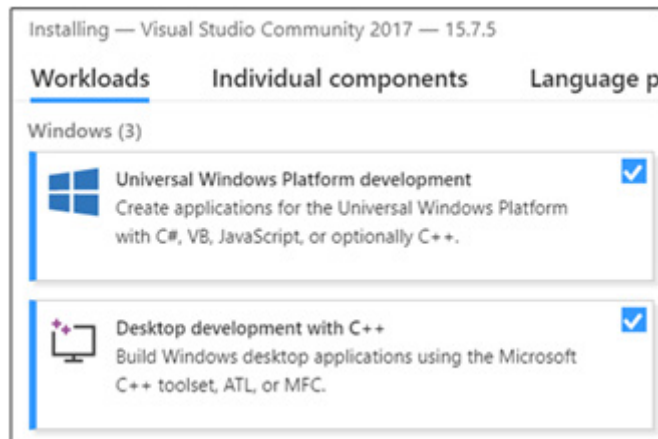 Installing — Visual Studio Community 2017 — 15.7.5
Workloads Individual components Language p
Windows (3)
Universal Windows Platform development
Create applications for the Universal Windows Platform
with C#, VB, JavaScript, or optionally C++.
Desktop development with C++
Build Windows desktop applications using the Microsoft
C++ toolset, ATL, or MFC.